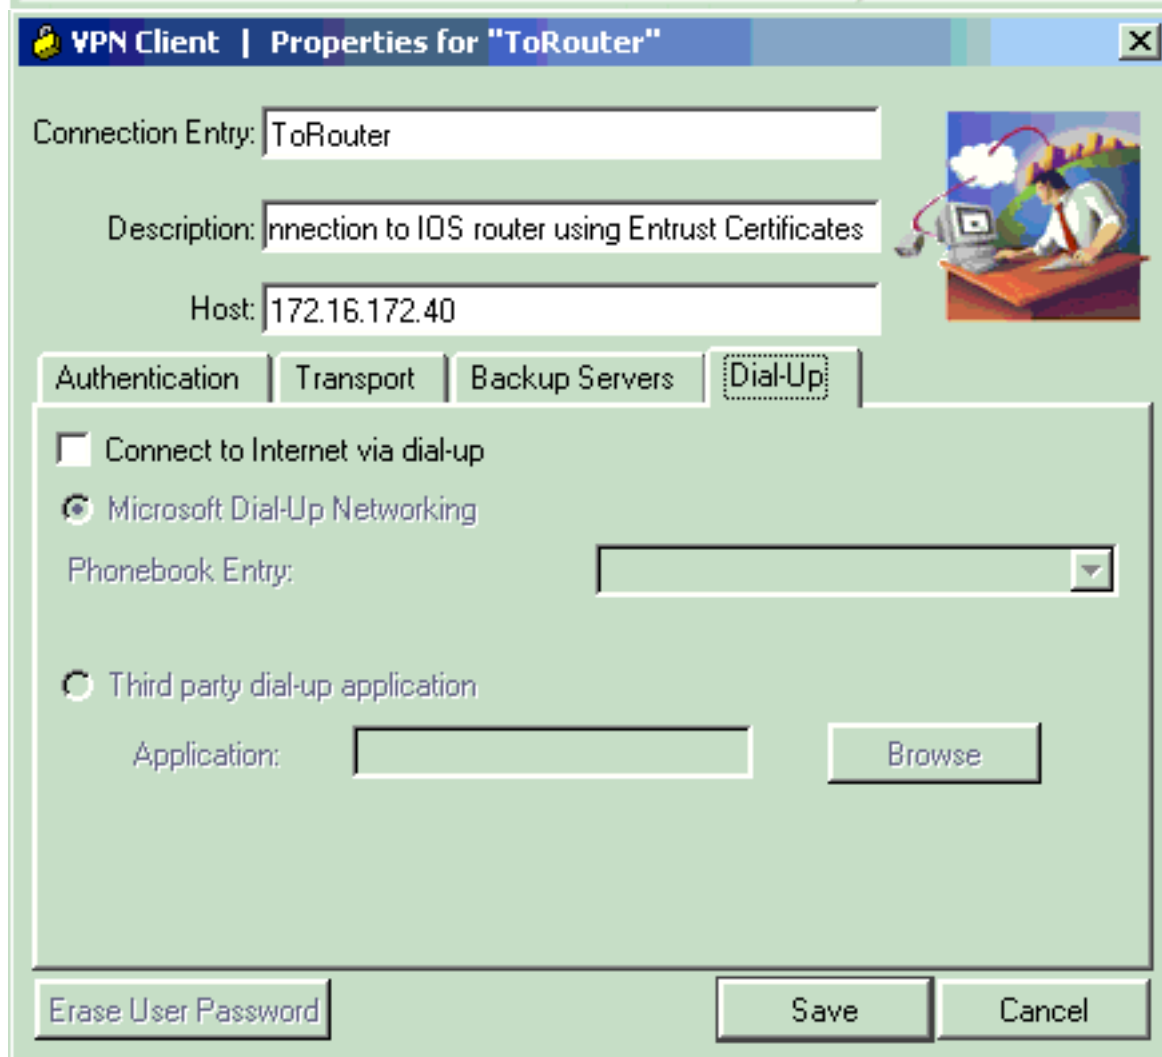 VPN Client | Properties for "ToRouter"
Connection Entry: ToRouter
Description: nnection to IOS router using Entrust Certificates
Host: 172.16.172.40
Authentication Transport Backup Servers Dial-Up
Connect to Internet via dial-up
Microsoft Dial-Up Networking
Phonebook Entry:
Third party dial-up application
Application: Browse
Erase User Password Save Cancel